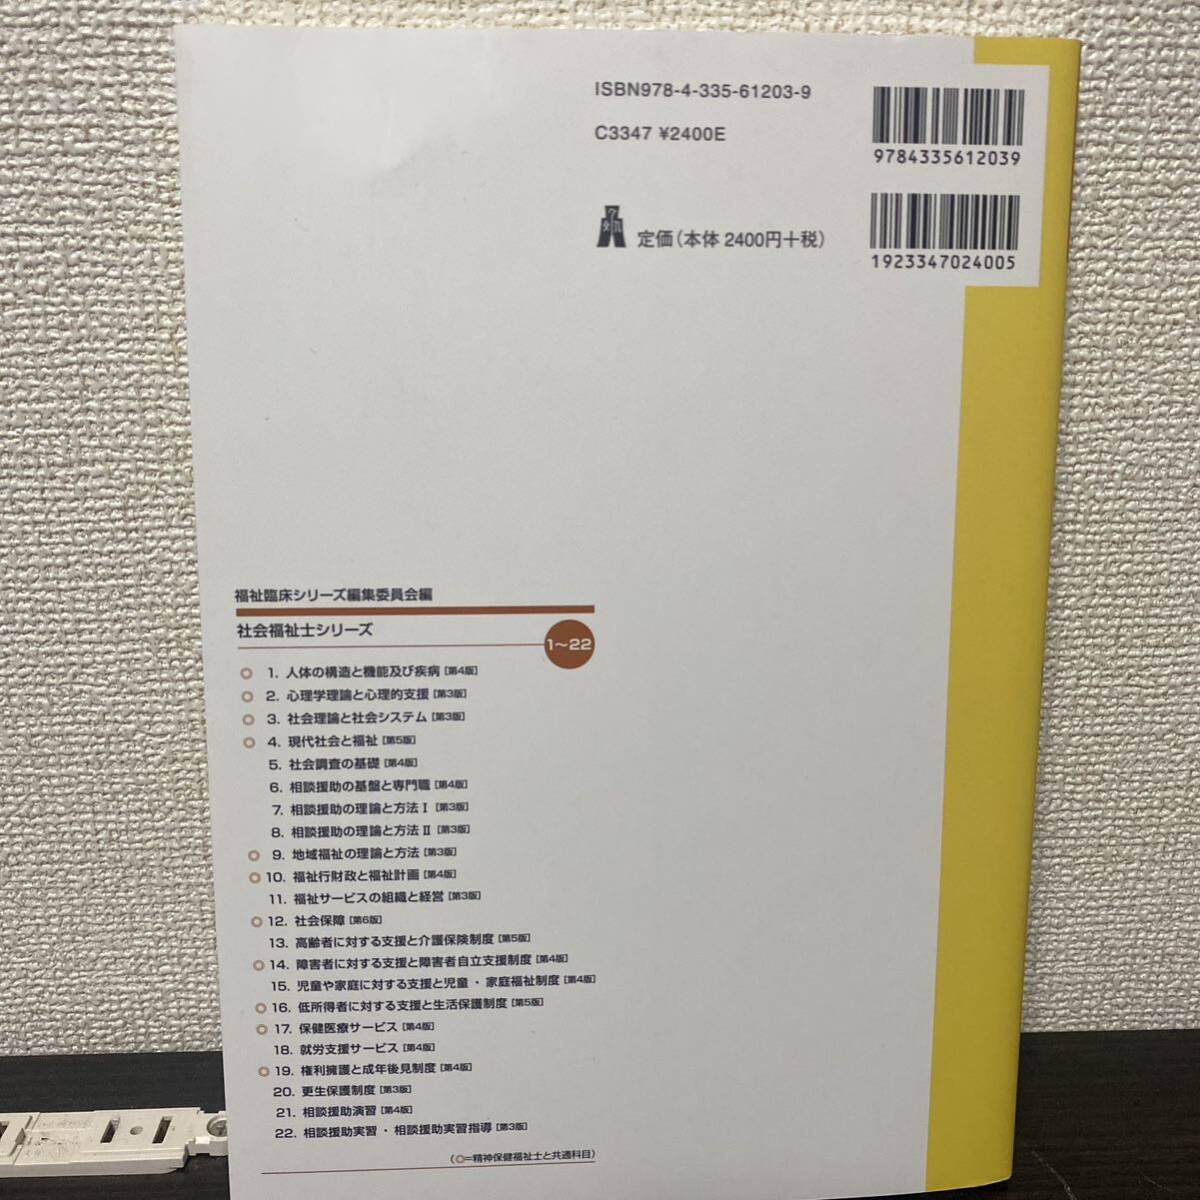 ISBN978-4-335-61203-9
C3347 ¥2400E
9784335612039
定価(本体 2400円+税)
1923347024005
福祉臨床シリーズ編集委員会編
社会福祉士シリーズ
1～22
◎ 1. 人体の構造と機能及び疾病 [第4版]
◎ 2. 心理学理論と心理的支援 [第3版]
◎ 3. 社会理論と社会システム [第3版]
◎ 4. 現代社会と福祉 [第5版]
5. 社会調査の基礎 [第4版]
6. 相談援助の基盤と専門職 [第4版]
7. 相談援助の理論と方法Ⅰ [第3版]
8. 相談援助の理論と方法Ⅱ [第3版]
◎ 9. 地域福祉の理論と方法 [第3版]
◎ 10. 福祉行財政と福祉計画 [第4版]
11. 福祉サービスの組織と経営 [第3版]
◎ 12. 社会保障 [第6版]
13. 高齢者に対する支援と介護保険制度 [第5版]
◎ 14. 障害者に対する支援と障害者自立支援制度 [第4版]
15. 児童や家庭に対する支援と児童・家庭福祉制度 [第4版]
◎ 16. 低所得者に対する支援と生活保護制度 [第5版]
◎ 17. 保健医療サービス [第4版]
18. 就労支援サービス [第4版]
◎ 19. 権利擁護と成年後見制度 [第4版]
20. 更生保護制度 [第3版]
21. 相談援助演習 [第4版]
22. 相談援助実習・相談援助実習指導 [第3版]
(◎=精神保健福祉士と共通科目)